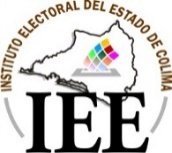 INSTITUTO ELECTORAL DEL ESTADO DE COLIMA
IEE